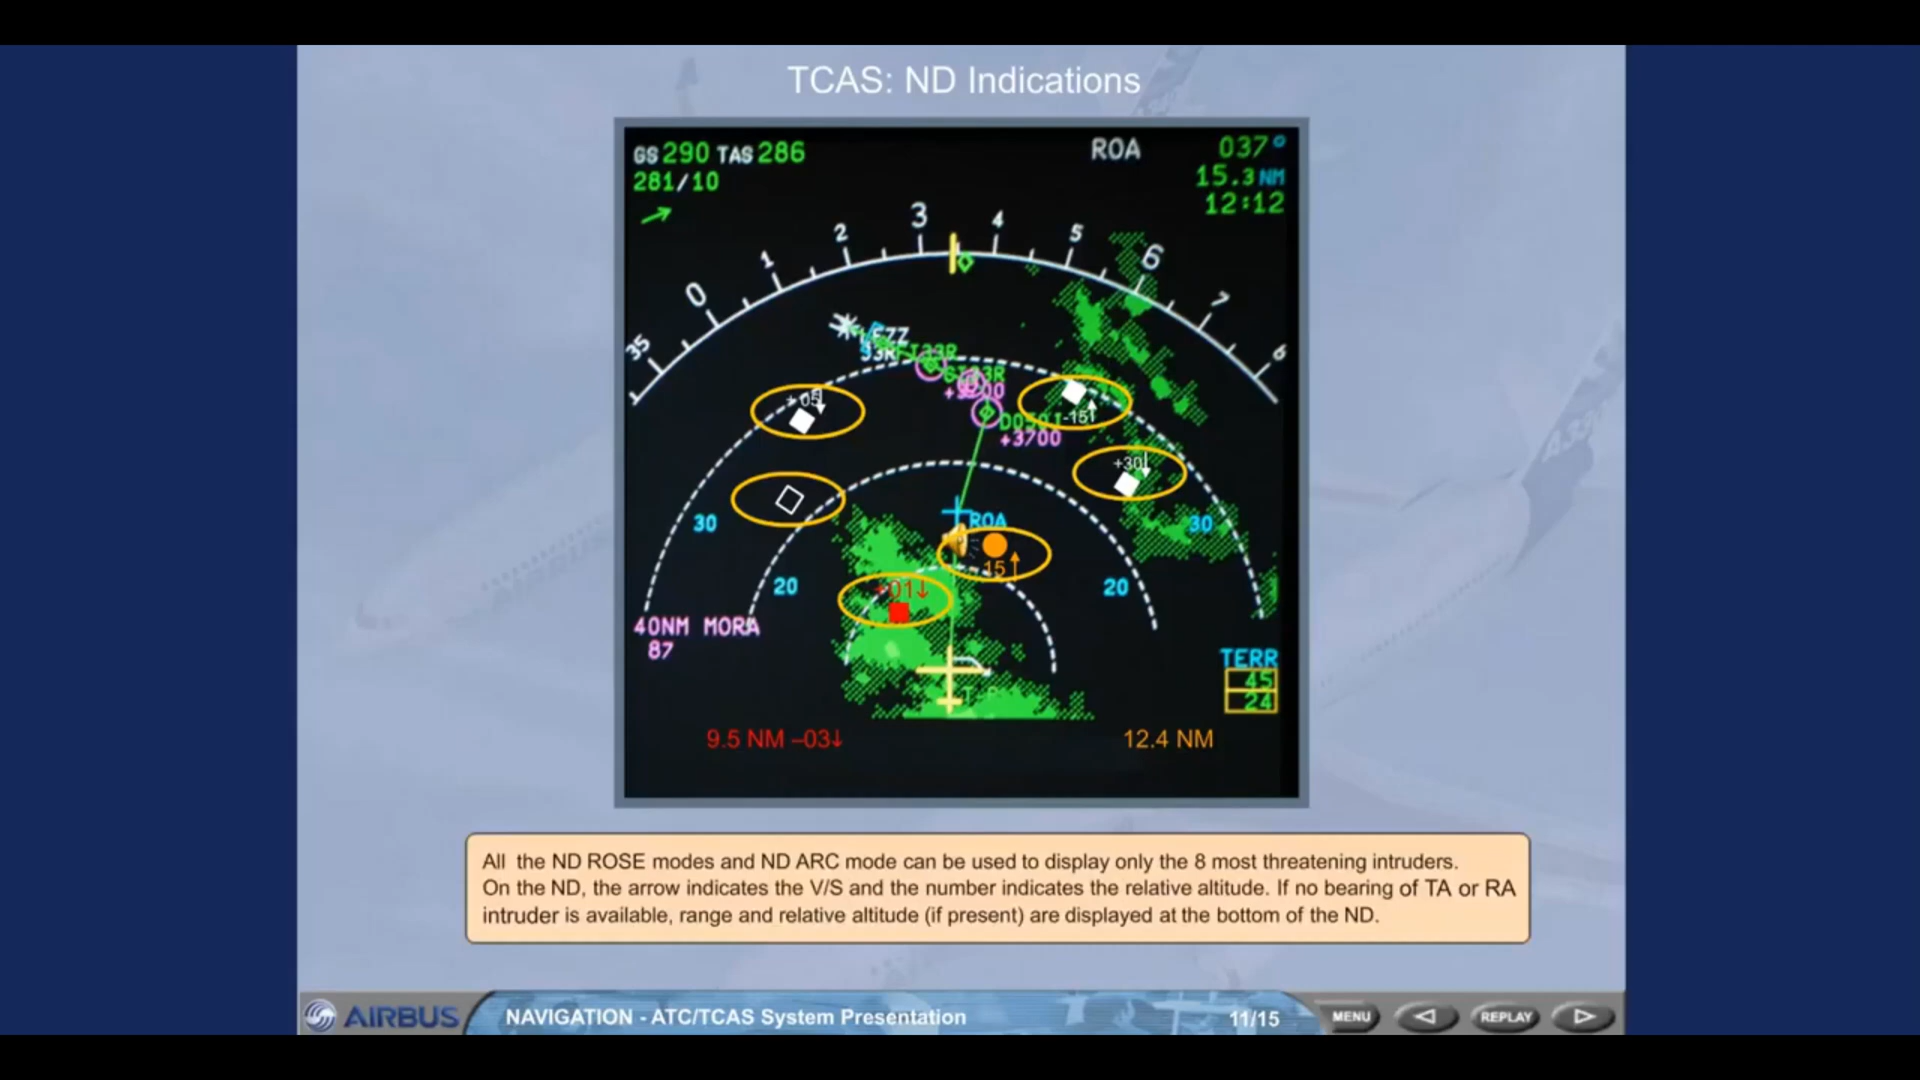 TCAS: ND Indications
GS 290 TAS 286
281/10
ROA
037°
15.3 NM
12:12
35
0
1
2
3
4
5
6
7
+05
-15
+30
+3700
ROA
15
+01
30
30
20
20
40NM MORA
87
TERR
45
24
9.5 NM –03↓
12.4 NM
All the ND ROSE modes and ND ARC mode can be used to display only the 8 most threatening intruders.
On the ND, the arrow indicates the V/S and the number indicates the relative altitude. If no bearing of TA or RA
intruder is available, range and relative altitude (if present) are displayed at the bottom of the ND.
AIRBUS
NAVIGATION - ATC/TCAS System Presentation
11/15
MENU
REPLAY